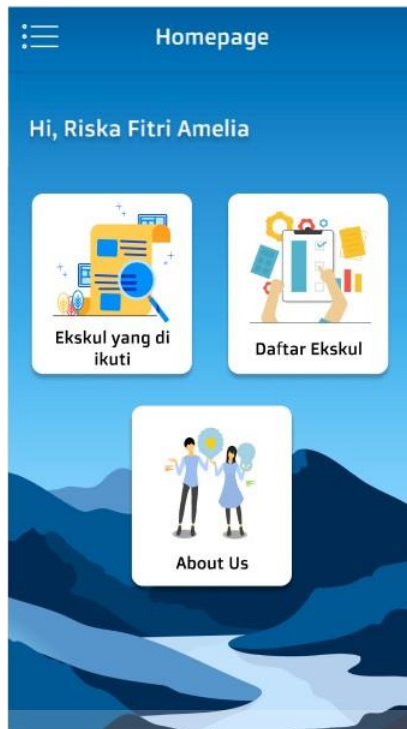 Homepage
Hi, Riska Fitri Amelia
Ekskul yang di
ikuti
Daftar Ekskul
About Us